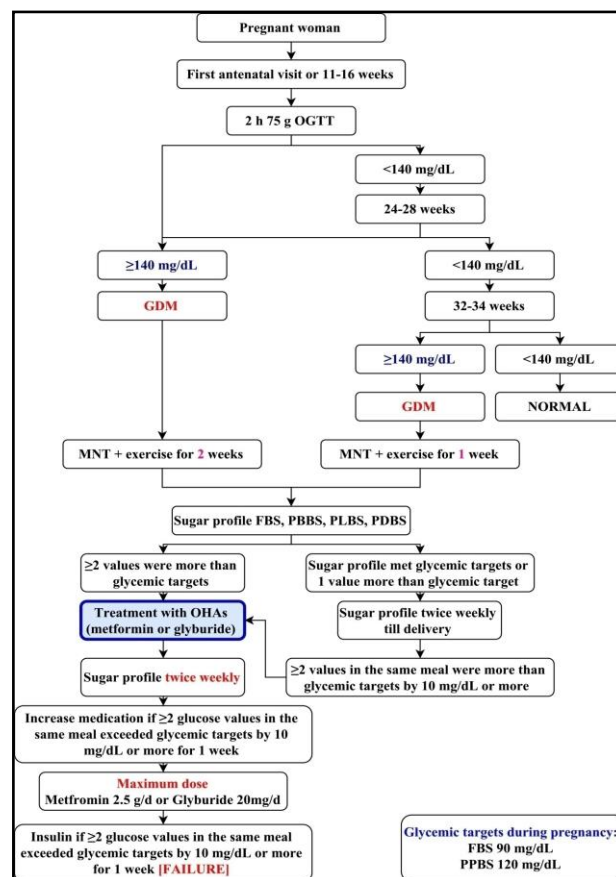 Pregnant woman
First antenatal visit or 11-16 weeks
2 h 75 g OGTT
<140 mg/dL
24-28 weeks
≥140 mg/dL
<140 mg/dL
GDM
32-34 weeks
≥140 mg/dL
<140 mg/dL
GDM
NORMAL
MNT + exercise for 2 weeks
MNT + exercise for 1 week
Sugar profile FBS, PBBS, PLBS, PDBS
≥2 values were more than
glycemic targets
Sugar profile met glycemic targets or
1 value more than glycemic target
Treatment with OHAs
(metformin or glyburide)
Sugar profile twice weekly
till delivery
Sugar profile twice weekly
≥2 values in the same meal were more than
glycemic targets by 10 mg/dL or more
Increase medication if ≥2 glucose values in the
same meal exceeded glycemic targets by 10
mg/dL or more for 1 week
Maximum dose
Metfromin 2.5 g/d or Glyburide 20mg/d
Insulin if ≥2 glucose values in the same meal
exceeded glycemic targets by 10 mg/dL or more
for 1 week [FAILURE]
Glycemic targets during pregnancy:
FBS 90 mg/dL
PPBS 120 mg/dL